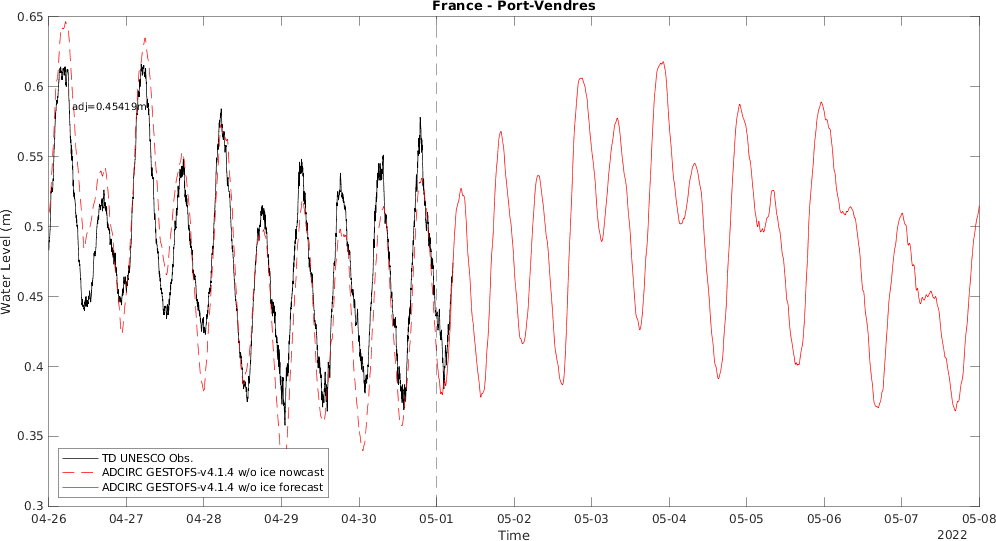 France - Port-Vendres
0.65
0.6
adj=0.45419m
0.55
0.5
Water Level (m)
0.45
0.4
0.35
TD UNESCO Obs.
ADCIRC GESTOFS-v4.1.4 w/o ice nowcast
ADCIRC GESTOFS-v4.1.4 w/o ice forecast
0.3
04-26 04-27 04-28 04-29 04-30 05-01 05-02 05-03 05-04 05-05 05-06 05-07 05-08
Time
2022